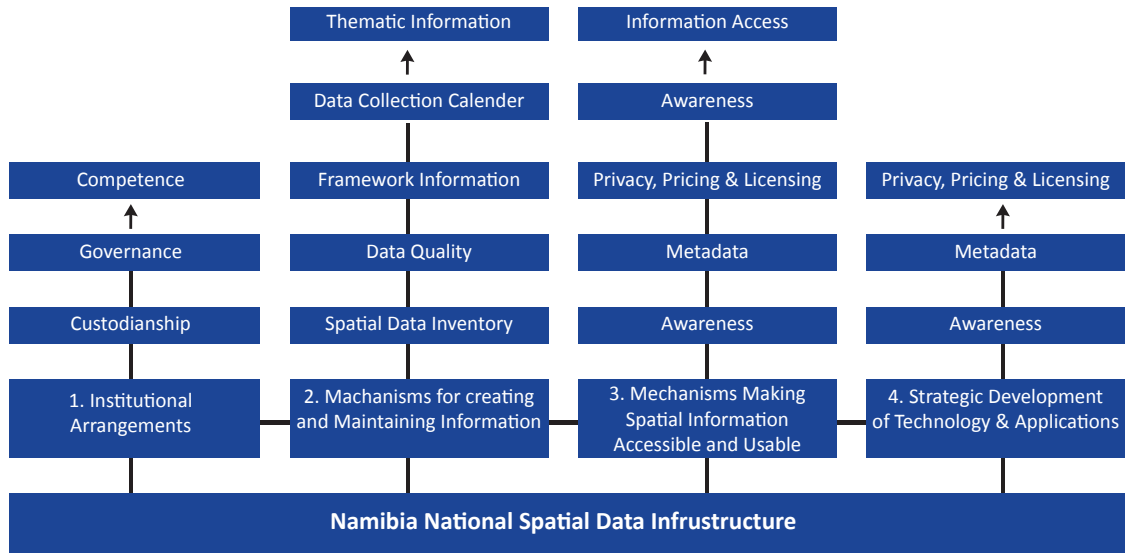 Thematic Information
Information Access
Data Collection Calender
Awareness
Competence
Framework Information
Privacy, Pricing & Licensing
Privacy, Pricing & Licensing
Governance
Data Quality
Metadata
Metadata
Custodianship
Spatial Data Inventory
Awareness
Awareness
1. Institutional
Arrangements
2. Machanisms for creating
and Maintaining Information
3. Mechanisms Making
Spatial Information
Accessible and Usable
4. Strategic Development
of Technology & Applications
Namibia National Spatial Data Infrustructure